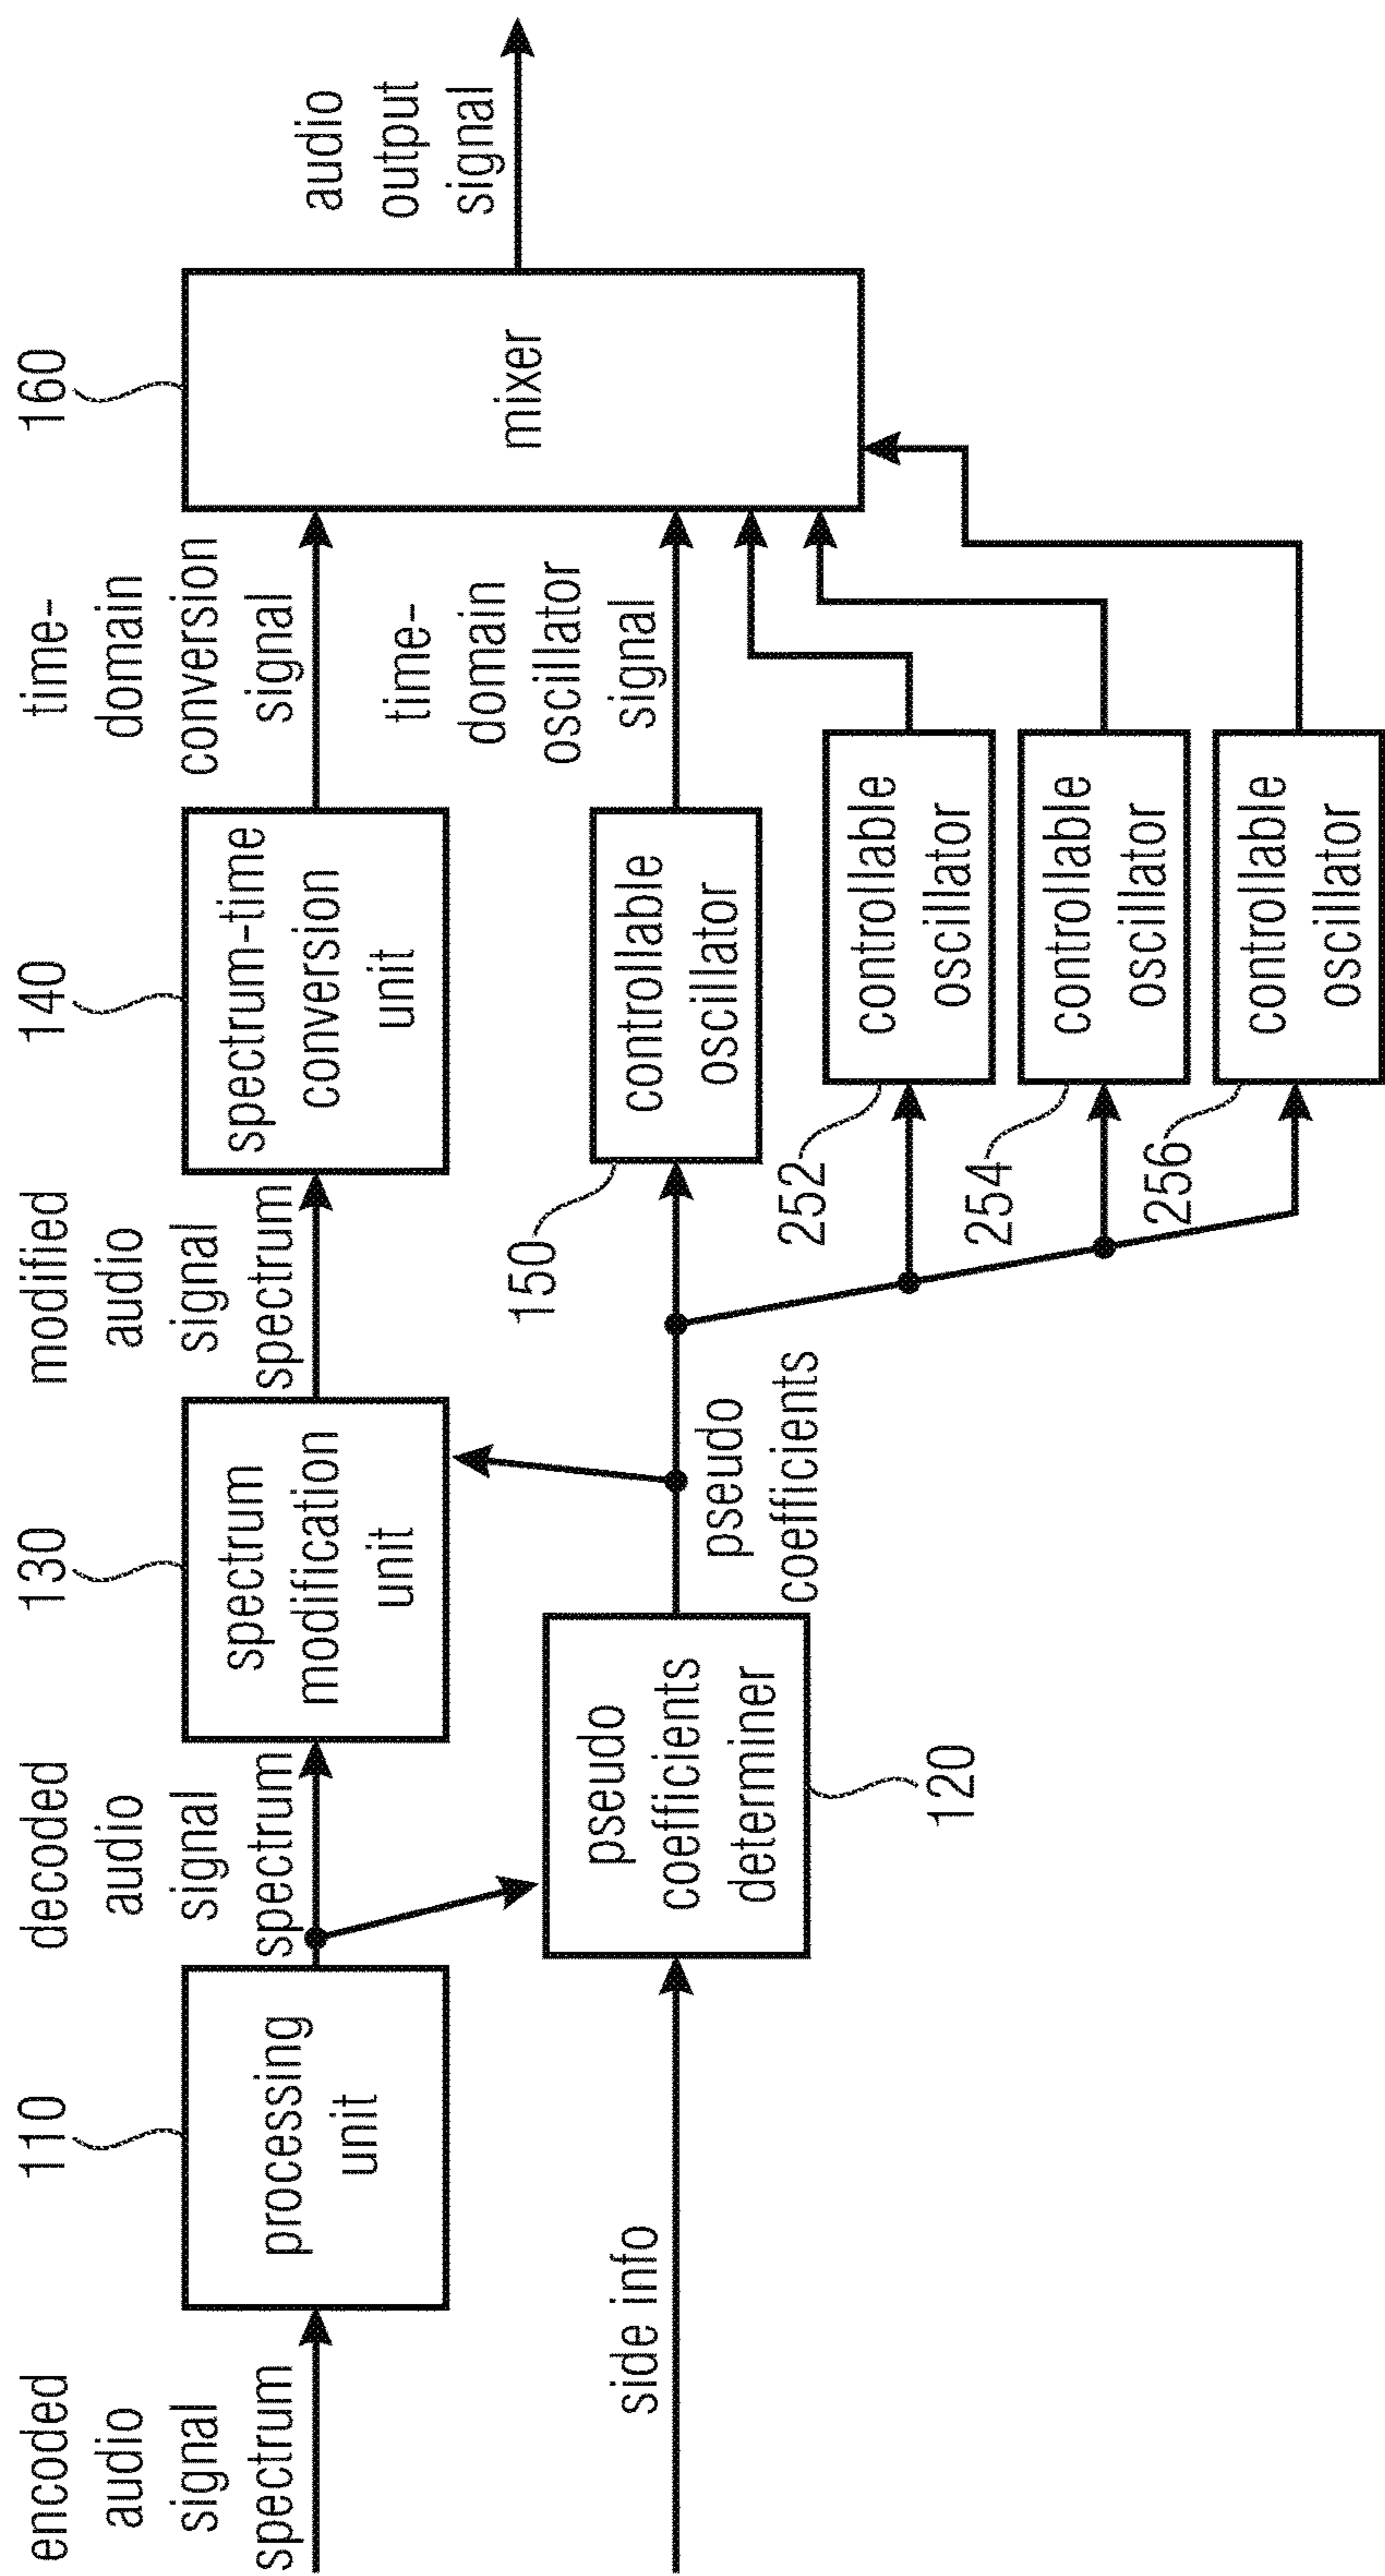 encoded
audio
signal
spectrum
110
processing
unit
decoded
audio
signal
spectrum
130
spectrum
modification
unit
modified
audio
signal
spectrum
140
spectrum-time
conversion
unit
time-
domain
conversion
signal
160
mixer
audio
output
signal
side info
pseudo
coefficients
determiner
120
pseudo
coefficients
150
controllable
oscillator
time-
domain
oscillator
signal
252
controllable
oscillator
254
controllable
oscillator
256
controllable
oscillator